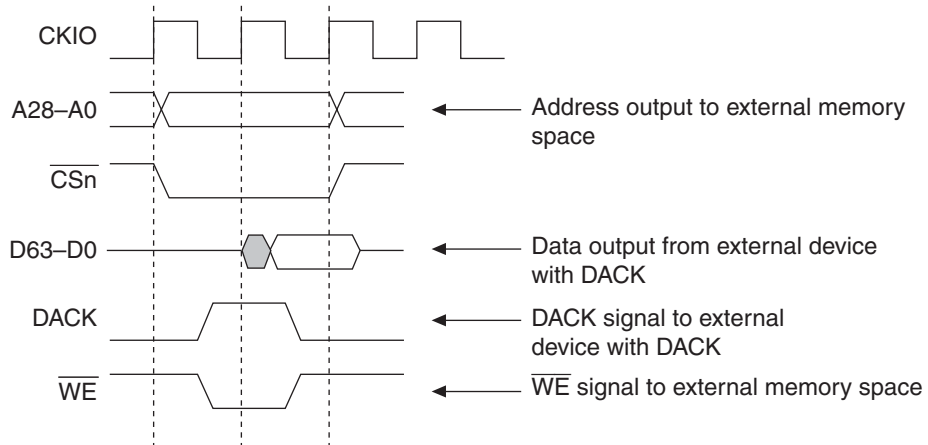 CKIO
A28–A0
Address output to external memory
space
CSn
D63–D0
Data output from external device
with DACK
DACK
DACK signal to external
device with DACK
WE
WE signal to external memory space